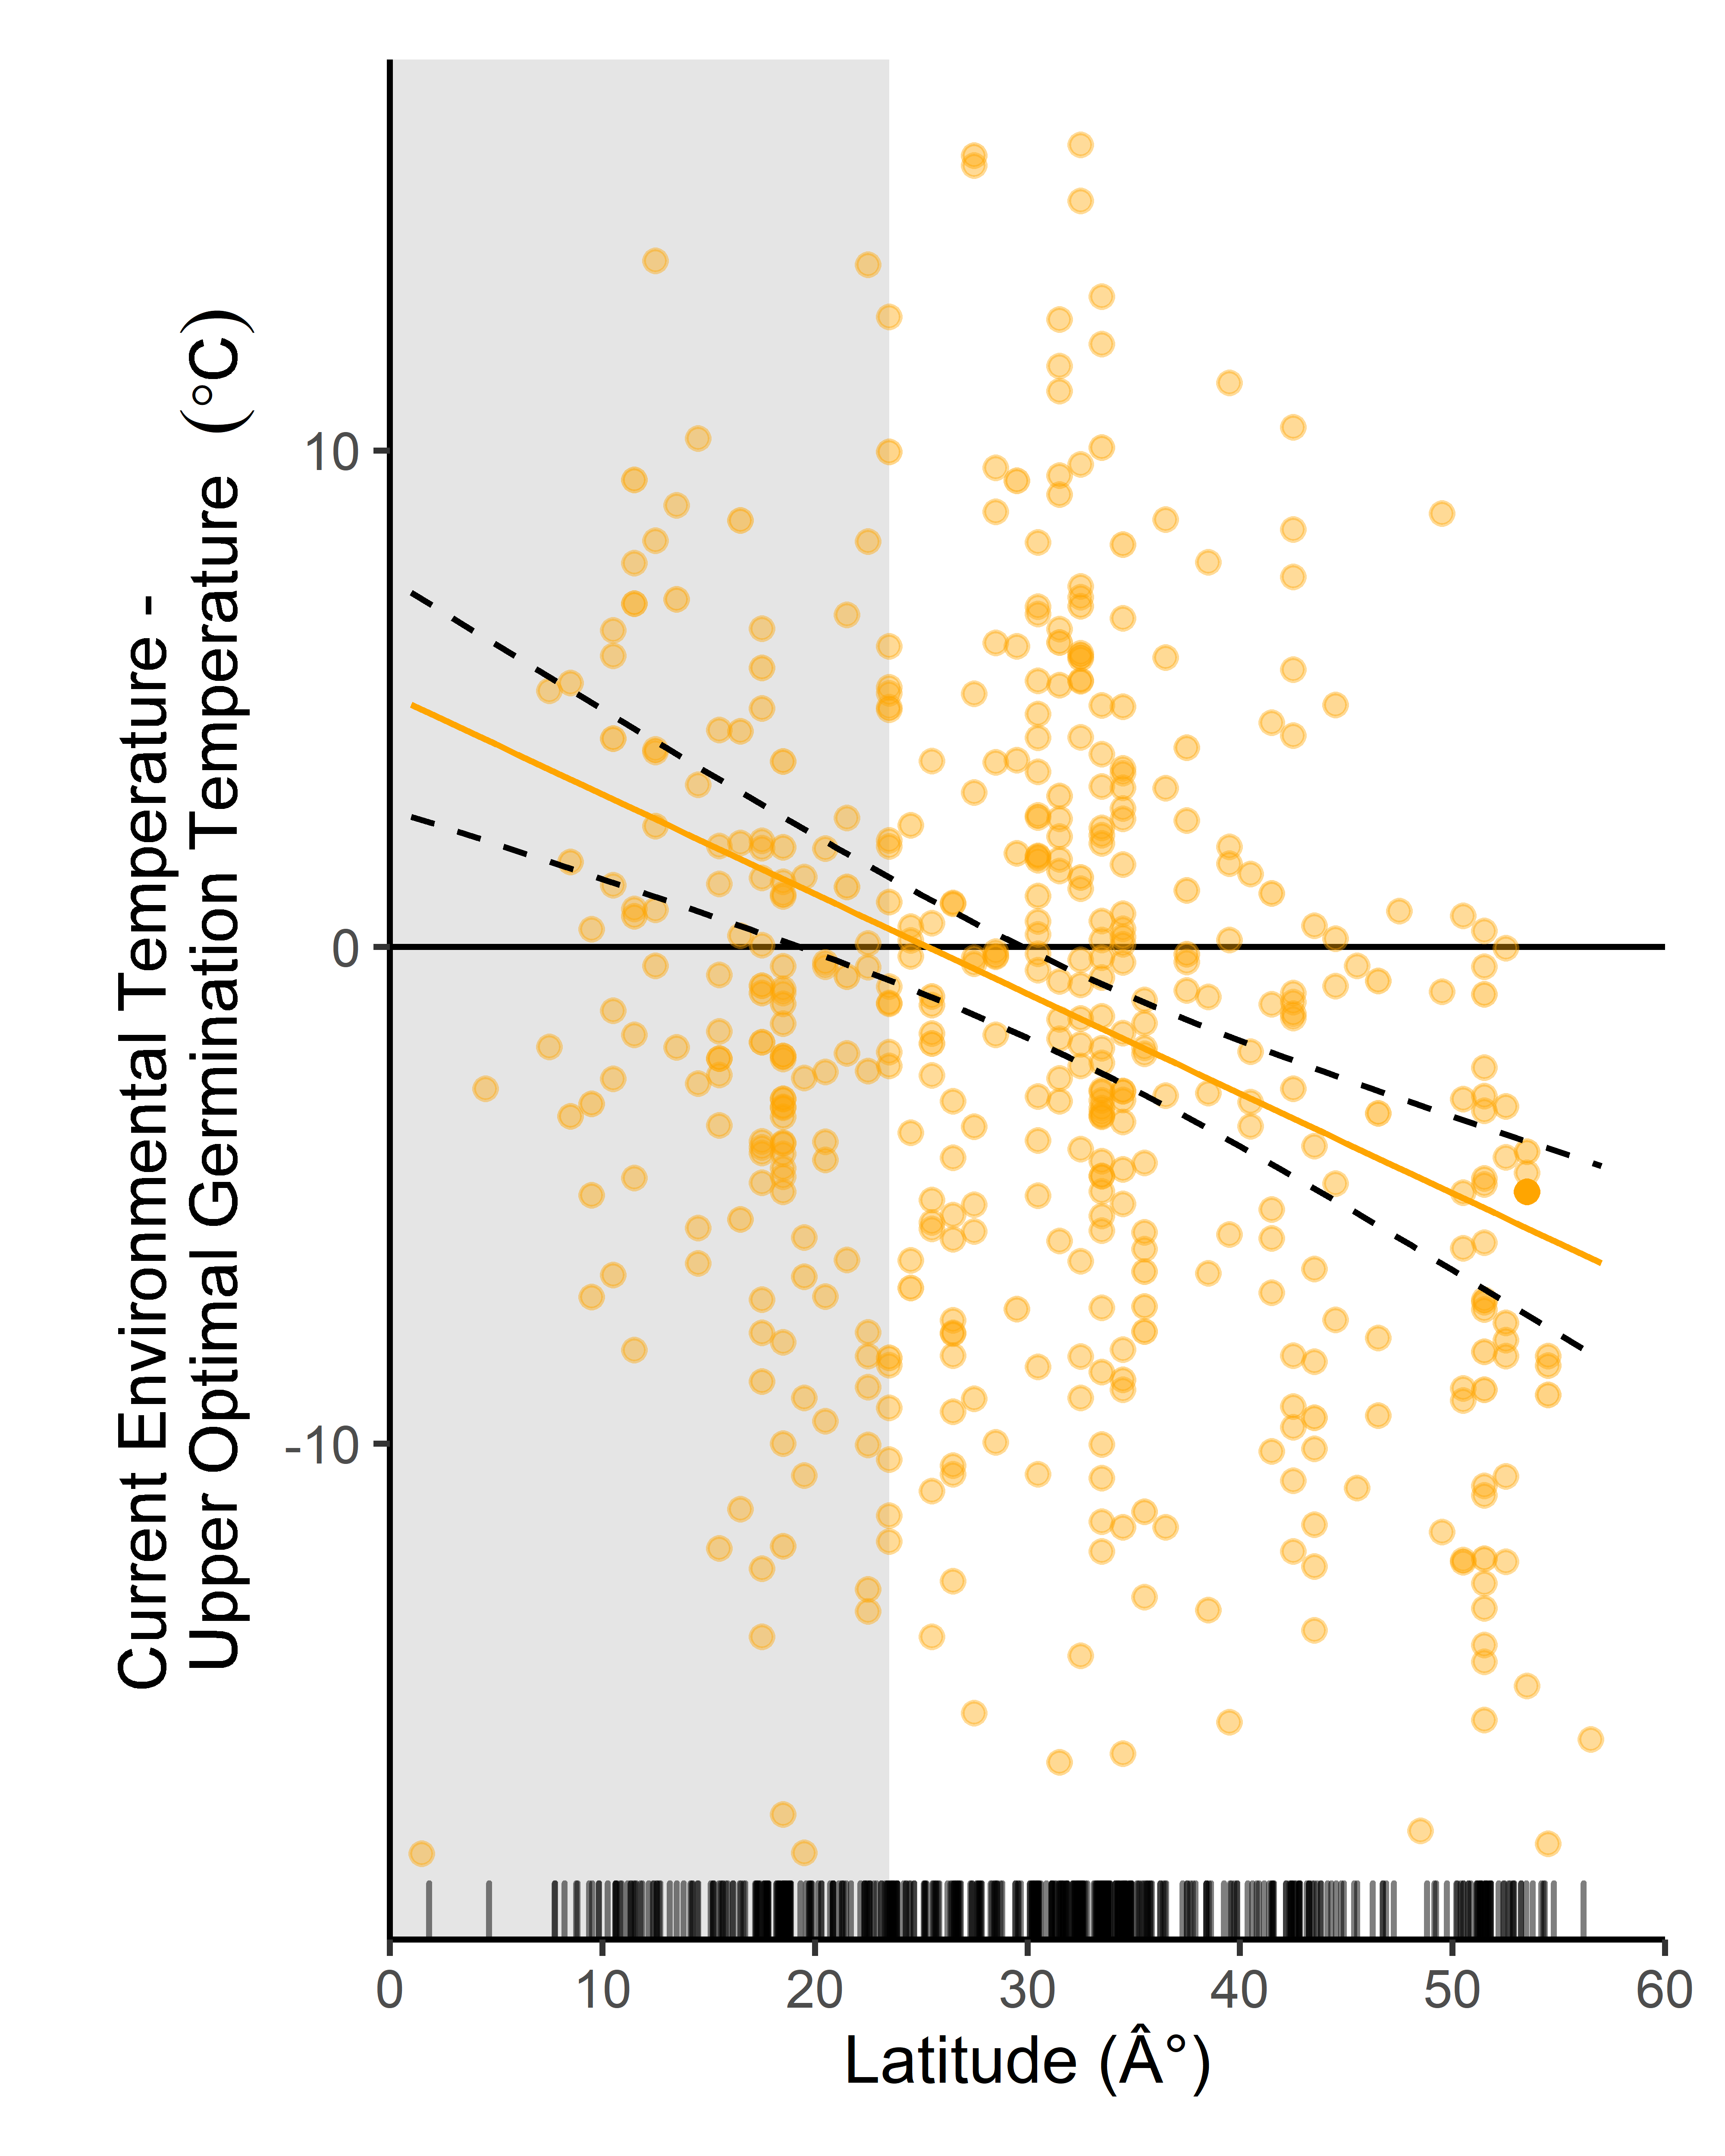 Current Environmental Temperature -
Upper Optimal Germination Temperature (°C)
10
0
-10
0 10 20 30 40 50 60
Latitude (Â°)